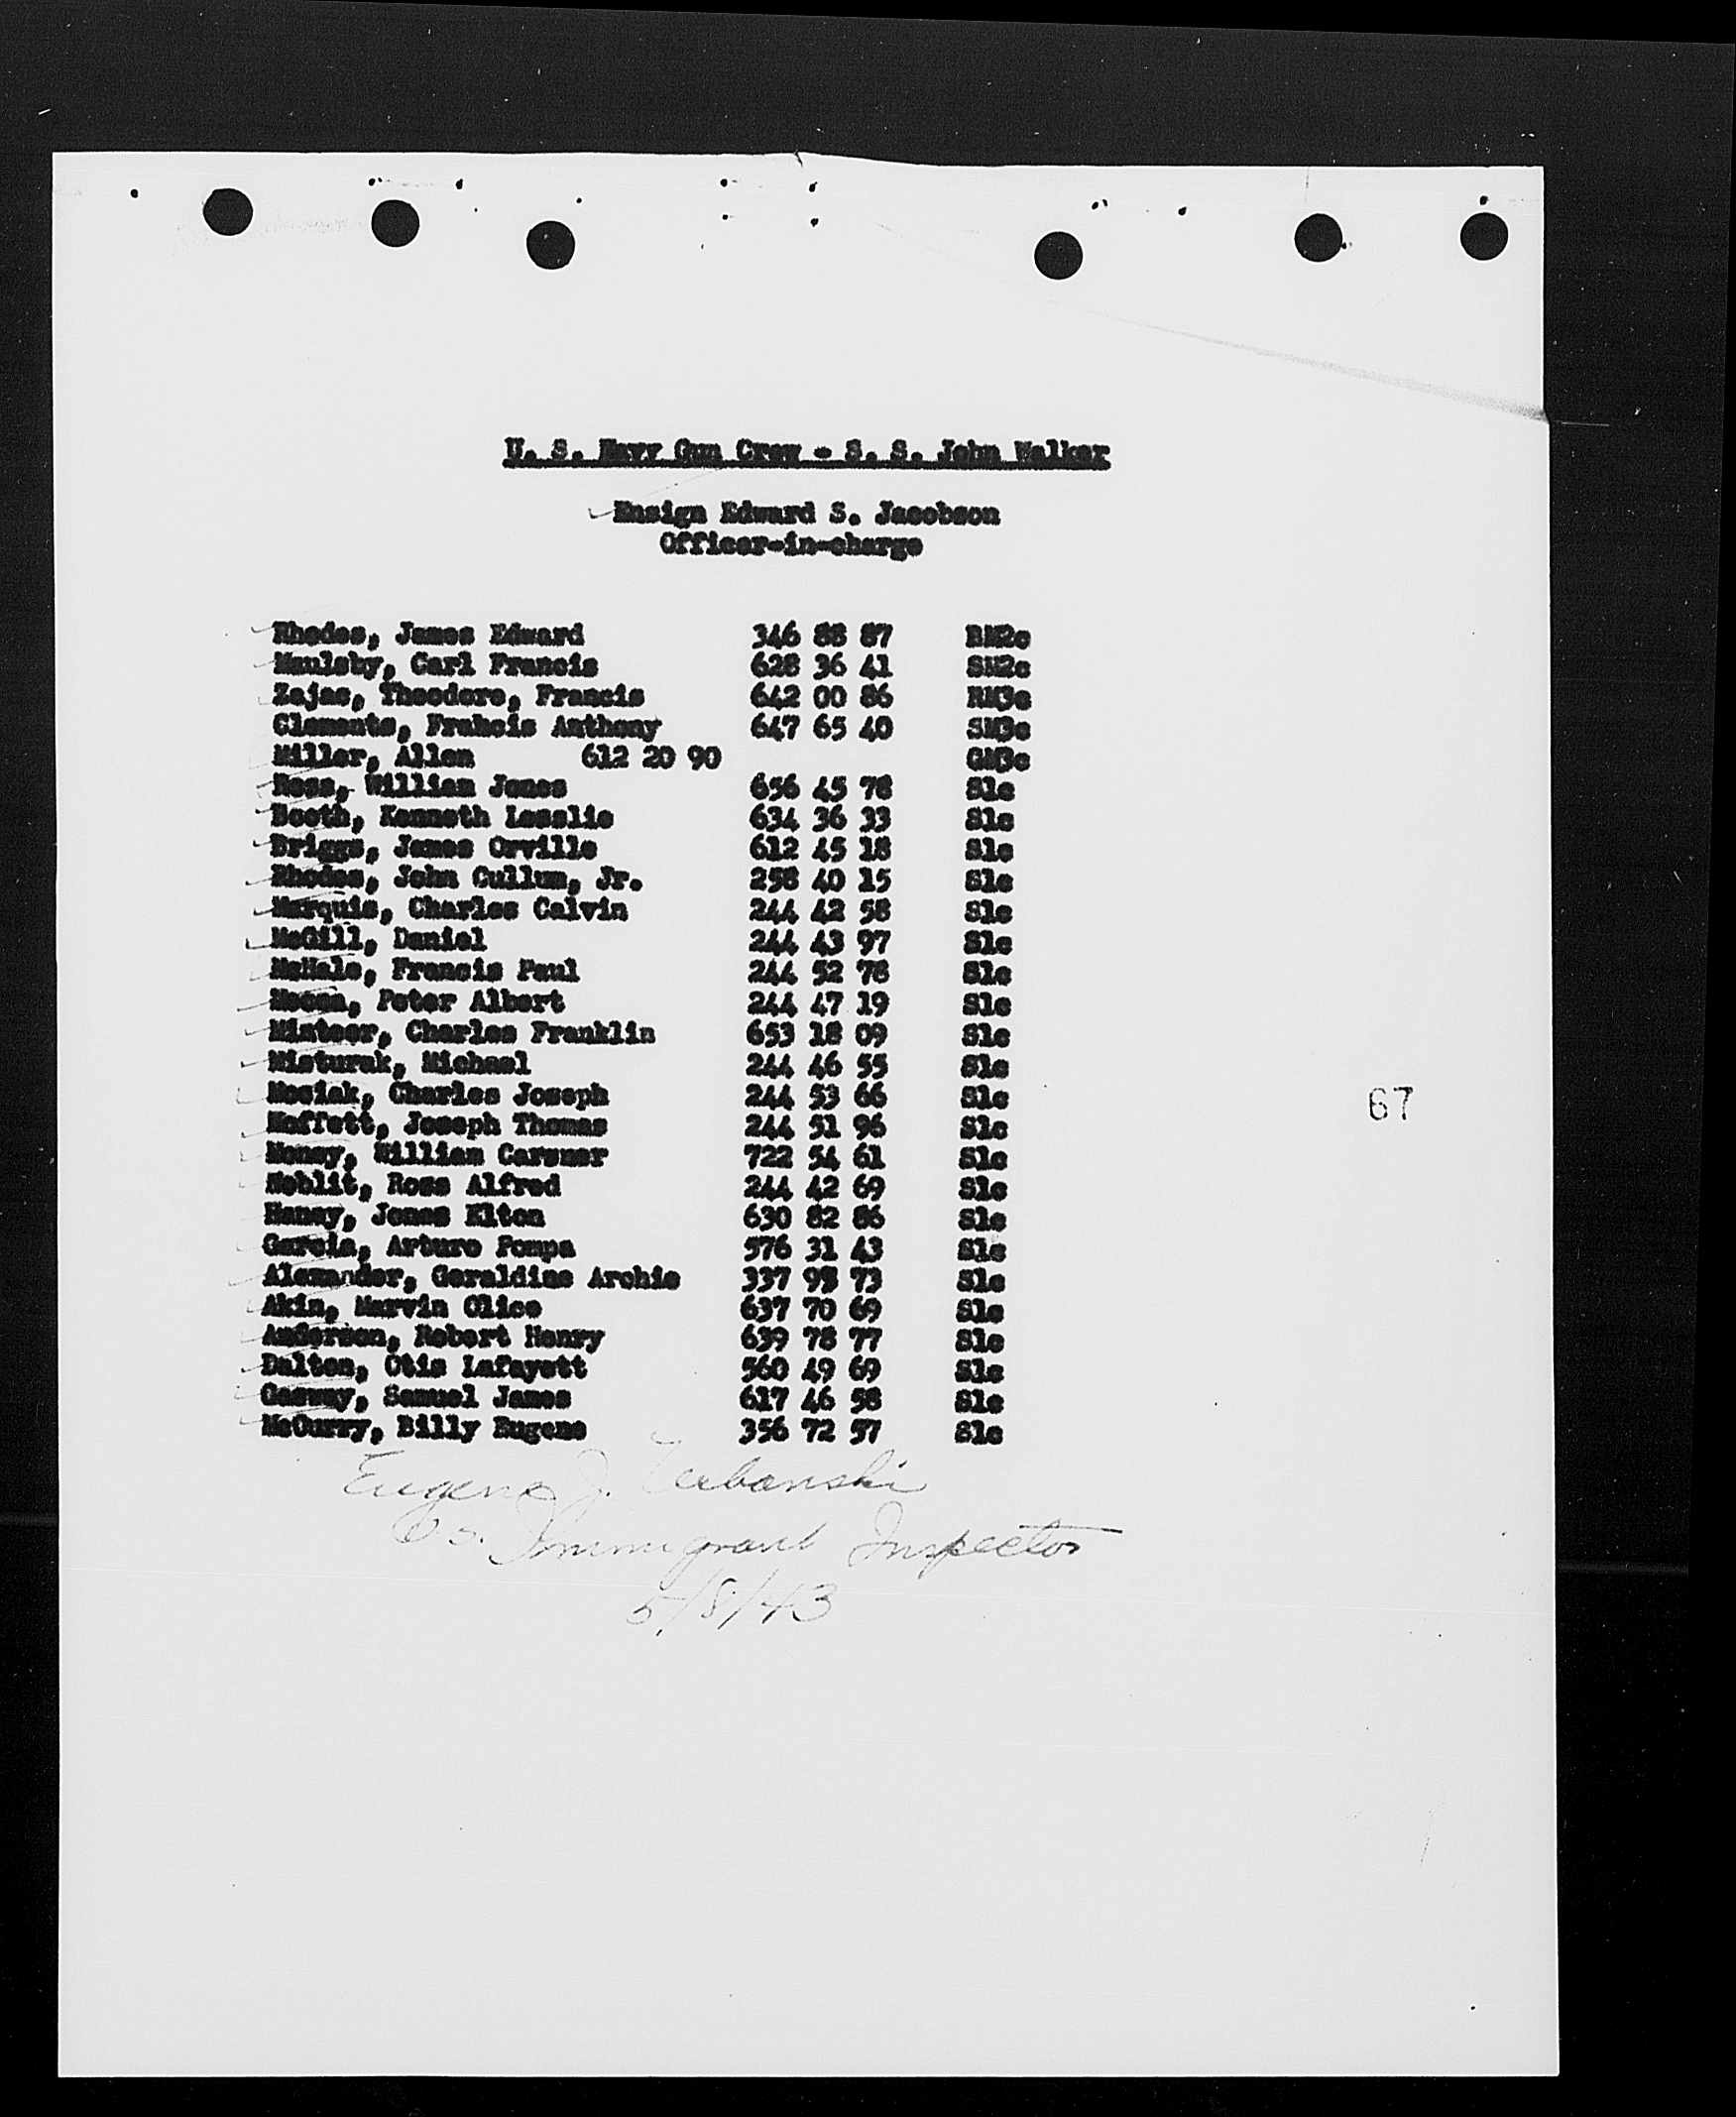 U. S. Navy Gun Crew - S. S. John Walker
Ensign Edward S. Jacobson
Officer-in-charge
Rhodes, James Edward 346 88 87 BM2c
Maulsby, Carl Francis 628 36 41 SM2c
Zajac, Theodore, Francis 642 00 86 RM3c
Clements, Francis Anthony 647 65 40 SM3c
Miller, Allen 612 20 90 GM3c
Ross, William James 656 45 78 S1c
Booth, Kenneth Lesslie 634 36 33 S1c
Briggs, James Orville 612 45 18 S1c
Rhodes, John Cullum, Jr. 258 40 15 S1c
Marquis, Charles Calvin 244 42 58 S1c
McGill, Daniel 244 43 97 S1c
McHale, Francis Paul 244 52 78 S1c
Mecca, Peter Albert 244 47 19 S1c
Misteer, Charles Franklin 653 18 09 S1c
Misturak, Michael 244 46 55 S1c
Mosiak, Charles Joseph 244 53 66 S1c
Moffett, Joseph Thomas 244 51 96 S1c
Money, William 722 54 61 S1c
Noblit, Ross Alfred 244 42 69 S1c
Haney, James Elton 630 82 86 S1c
Garcia, Arturo Pompa 576 31 43 S1c
Alexander, Geraldine Archie 337 73 S1c
Akin, Marvin Olice 637 70 69 S1c
Anderson, Robert Henry 639 78 77 S1c
Dalton, Otis Lafayett 560 49 69 S1c
Gasway, Samuel James 617 46 58 S1c
McCurry, Billy Eugene 356 72 57 S1c
67
Eugene J.
U.S. Immigrant Inspector
5/8/43